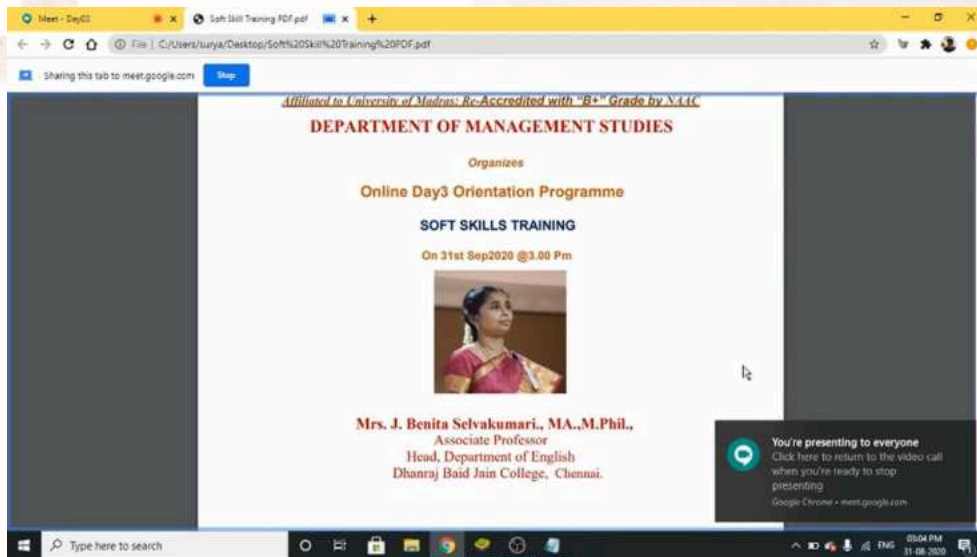 Meet - Day03
Soft Skill Training PDF.pdf
File | C:/Users/surya/Desktop/Soft%20Skill%20Training%20PDF.pdf
Sharing this tab to meet.google.com
Stop
Affiliated to University of Madras: Re-Accredited with "B+" Grade by NAAC
DEPARTMENT OF MANAGEMENT STUDIES
Organizes
Online Day3 Orientation Programme
SOFT SKILLS TRAINING
On 31st Sep2020 @3.00 Pm
Mrs. J. Benita Selvakumari., MA.,M.Phil.,
Associate Professor
Head, Department of English
Dhanraj Baid Jain College, Chennai.
You're presenting to everyone
Click here to return to the video call
when you're ready to stop
presenting
Google Chrome • meet.google.com
Type here to search
ENG
03:04 PM
31-08-2020